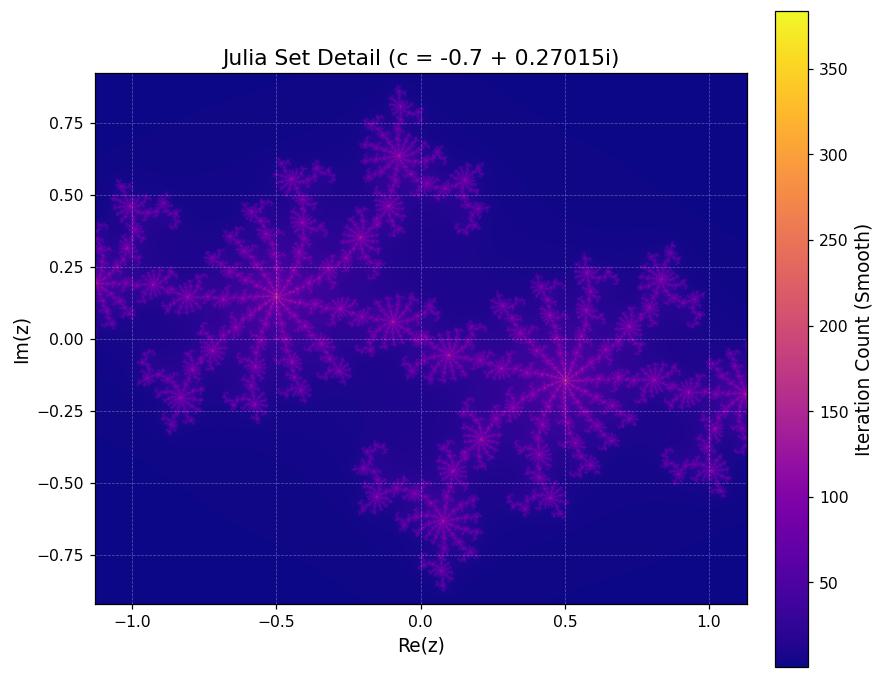 Julia Set Detail (c = -0.7 + 0.27015i)
350
300
250
200
150
100
50
Iteration Count (Smooth)
0.75
0.50
0.25
0.00
−0.25
−0.50
−0.75
Im(z)
−1.0 −0.5 0.0 0.5 1.0
Re(z)